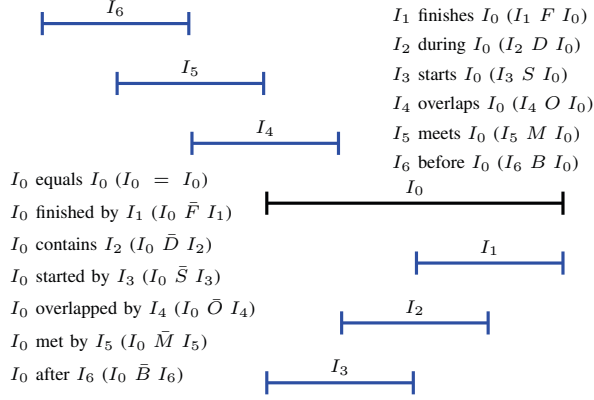 I₆
I₁ finishes I₀ (I₁ F I₀)
I₂ during I₀ (I₂ D I₀)
I₅
I₃ starts I₀ (I₃ S I₀)
I₄ overlaps I₀ (I₄ O I₀)
I₄
I₅ meets I₀ (I₅ M I₀)
I₆ before I₀ (I₆ B I₀)
I₀ equals I₀ (I₀ = I₀)
I₀
I₀ finished by I₁ (I₀ F̄ I₁)
I₀ contains I₂ (I₀ D̄ I₂)
I₁
I₀ started by I₃ (I₀ S̄ I₃)
I₀ overlapped by I₄ (I₀ Ō I₄)
I₂
I₀ met by I₅ (I₀ M̄ I₅)
I₀ after I₆ (I₀ B̄ I₆)
I₃